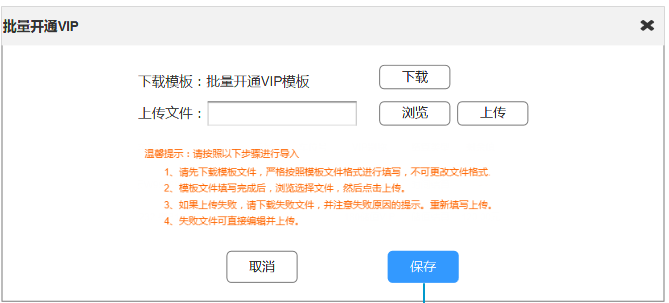 批量开通VIP
下载模板：批量开通VIP模板 下载
上传文件： 浏览 上传
温馨提示：请按照以下步骤进行导入
1、请先下载模板文件，严格按照模板文件格式进行填写，不可更改文件格式
2、模板文件填写完成后，浏览选择文件，然后点击上传。
3、如果上传失败，请下载失败文件，并注意失败原因的提示。重新填写上传。
4、失败文件可直接编辑并上传。
取消 保存